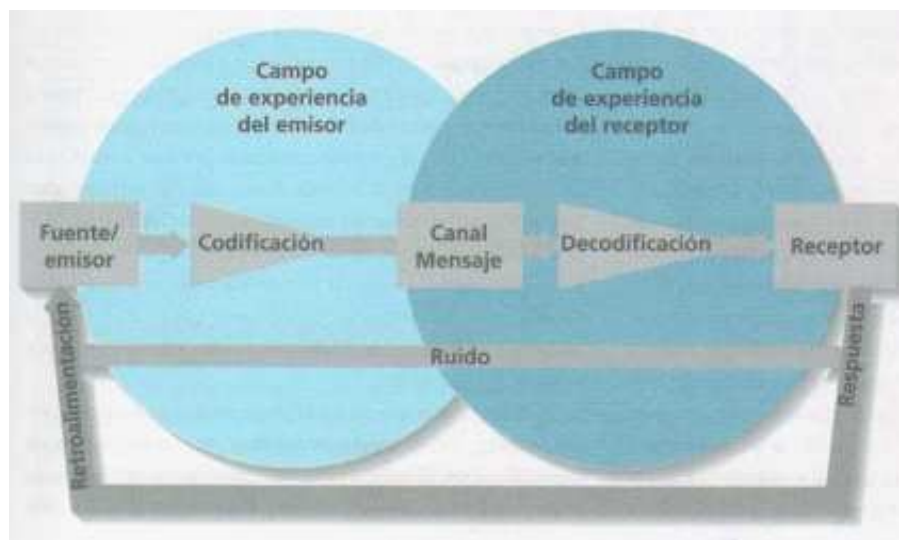 Campo
de experiencia
del emisor
Campo
de experiencia
del receptor
Fuente/
emisor
Codificación
Canal
Mensaje
Decodificación
Receptor
Ruido
Retroalimentación
Respuesta